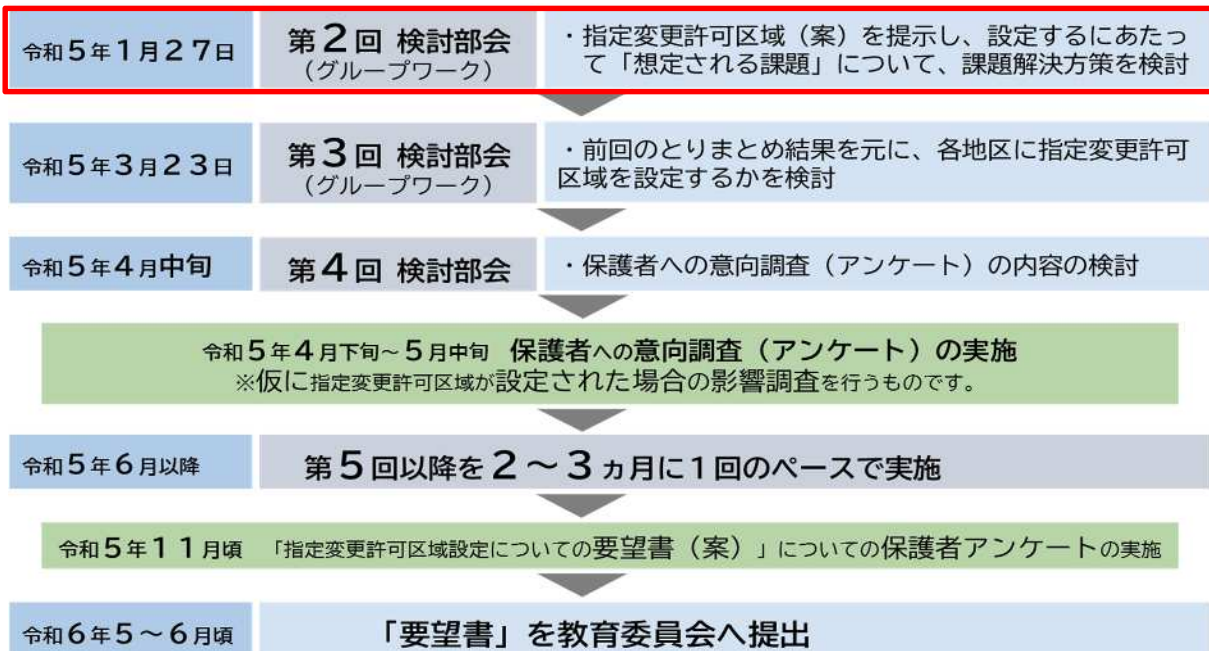 令和５年１月２７日
第２回 検討部会
（グループワーク）
・指定変更許可区域（案）を提示し、設定するにあたっ
て「想定される課題」について、課題解決方策を検討
令和５年３月２３日
第３回 検討部会
（グループワーク）
・前回のとりまとめ結果を元に、各地区に指定変更許可
区域を設定するかを検討
令和５年４月中旬
第４回 検討部会
・保護者への意向調査（アンケート）の内容の検討
令和５年４月下旬～５月中旬 保護者への意向調査（アンケート）の実施
※仮に指定変更許可区域が設定された場合の影響調査を行うものです。
令和５年６月以降
第５回以降を２～３ヵ月に１回のペースで実施
令和５年１１月頃 「指定変更許可区域設定についての要望書（案）」についての保護者アンケートの実施
令和６年５～６月頃
「要望書」を教育委員会へ提出